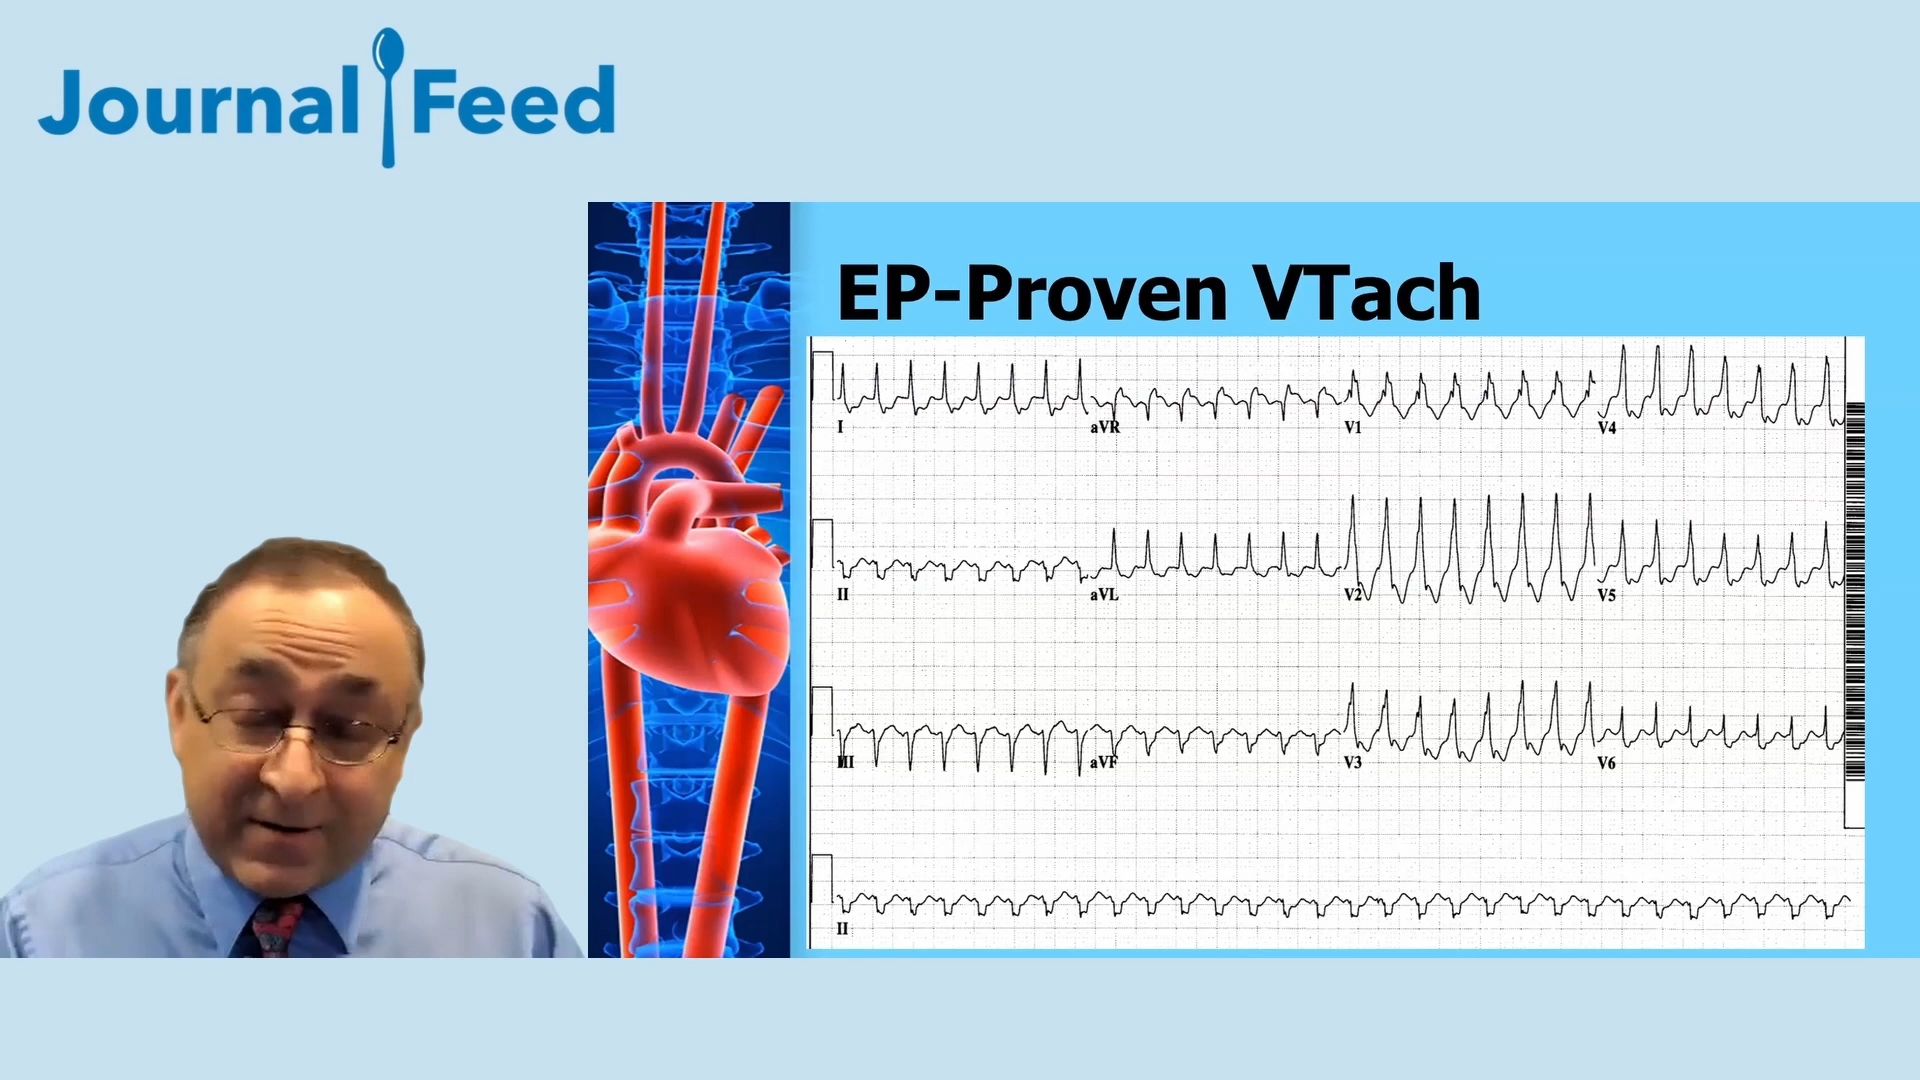 Journal Feed
EP-Proven VTach
I aVR V1 V4
II aVL V2 V5
III aVF V3 V6
II